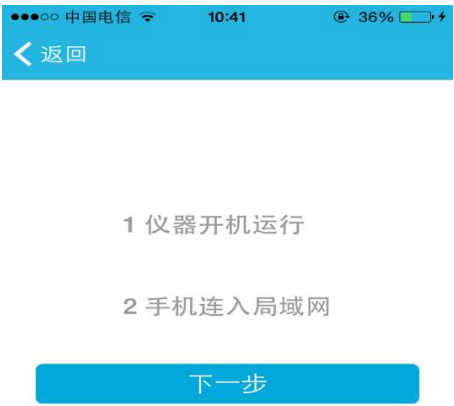 中国电信 10:41 36%
返回
1 仪器开机运行
2 手机连入局域网
下一步